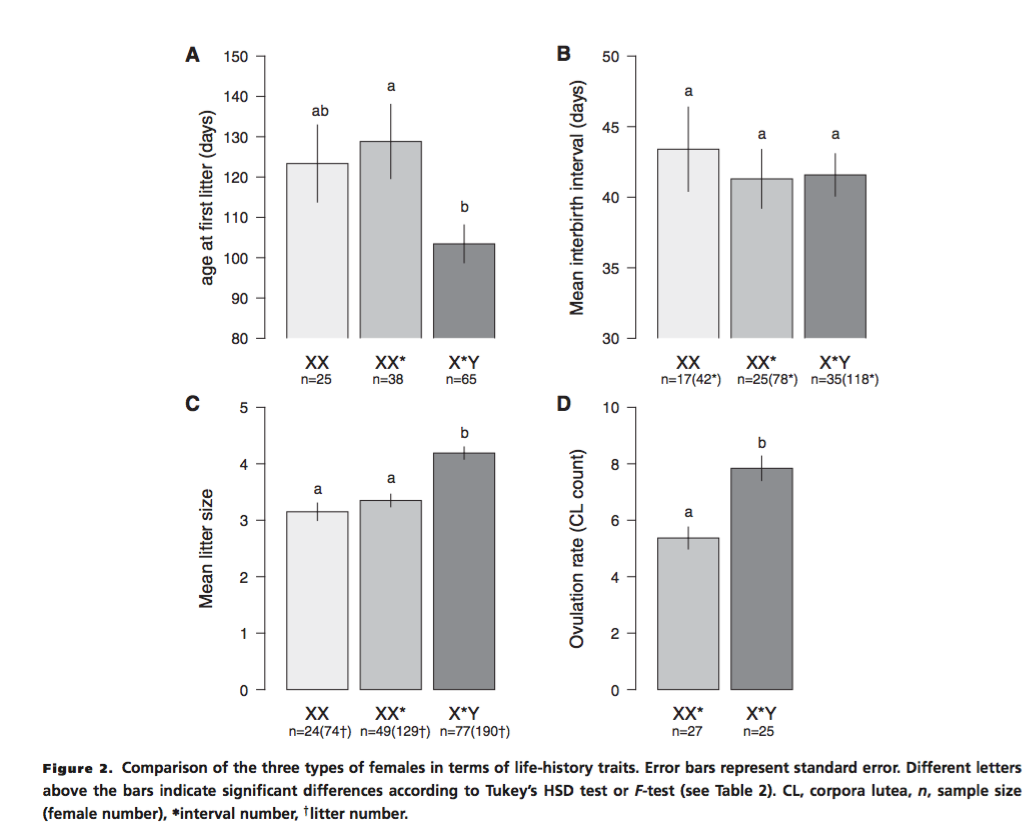 A
150
140
130
120
110
100
90
80
age at first litter (days)
ab
a
b
XX
XX*
X*Y
n=25
n=38
n=65
B
50
45
40
35
30
Mean interbirth interval (days)
a
a
a
XX
XX*
X*Y
n=17(42*)
n=25(78*)
n=35(118*)
C
5
4
3
2
1
0
Mean litter size
a
a
b
XX
XX*
X*Y
n=24(74†)
n=49(129†)
n=77(190†)
D
10
8
6
4
2
0
Ovulation rate (CL count)
a
b
XX*
X*Y
n=27
n=25
Figure 2. Comparison of the three types of females in terms of life-history traits. Error bars represent standard error. Different letters
above the bars indicate significant differences according to Tukey's HSD test or F-test (see Table 2). CL, corpora lutea, n, sample size
(female number), *interval number, †litter number.